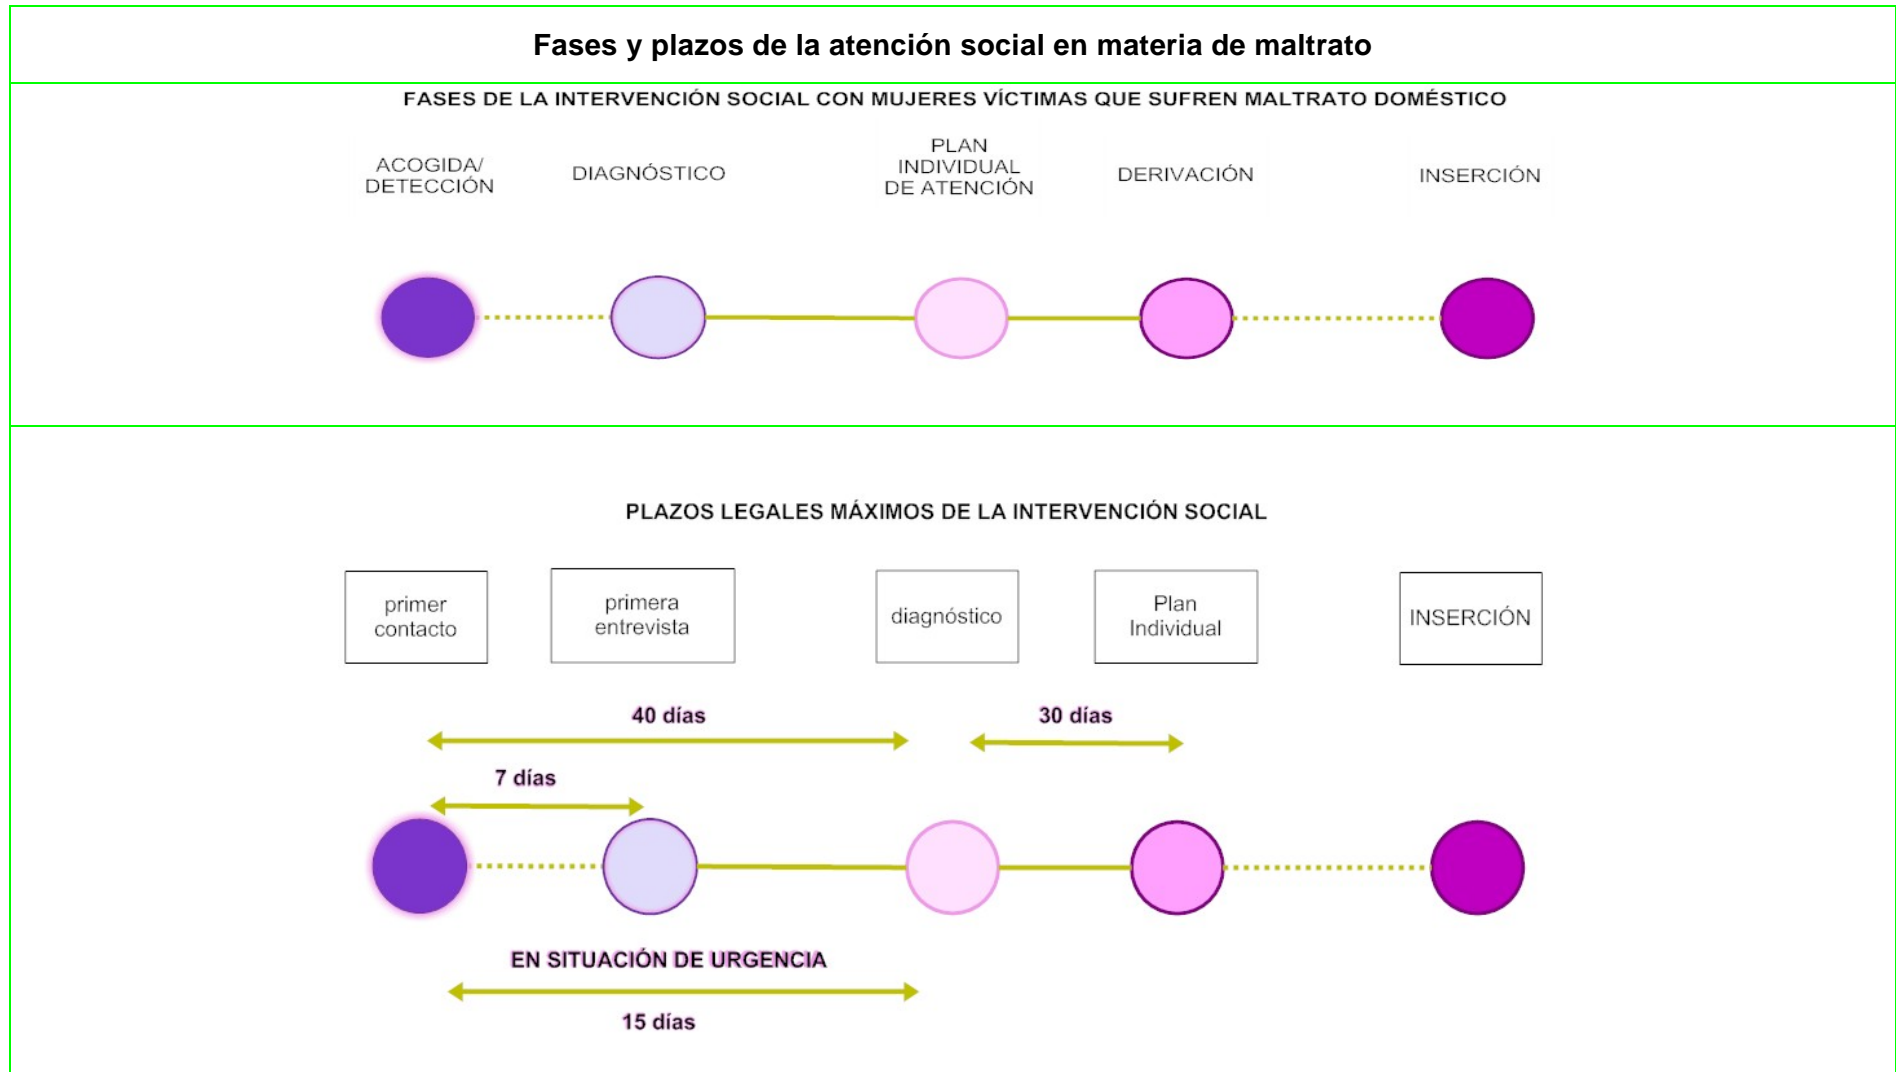 Fases y plazos de la atención social en materia de maltrato
FASES DE LA INTERVENCIÓN SOCIAL CON MUJERES VÍCTIMAS QUE SUFREN MALTRATO DOMÉSTICO
ACOGIDA/
DETECCIÓN
DIAGNÓSTICO
PLAN
INDIVIDUAL
DE ATENCIÓN
DERIVACIÓN
INSERCIÓN
PLAZOS LEGALES MÁXIMOS DE LA INTERVENCIÓN SOCIAL
primer
contacto
primera
entrevista
diagnóstico
Plan
Individual
INSERCIÓN
40 días
30 días
7 días
EN SITUACIÓN DE URGENCIA
15 días